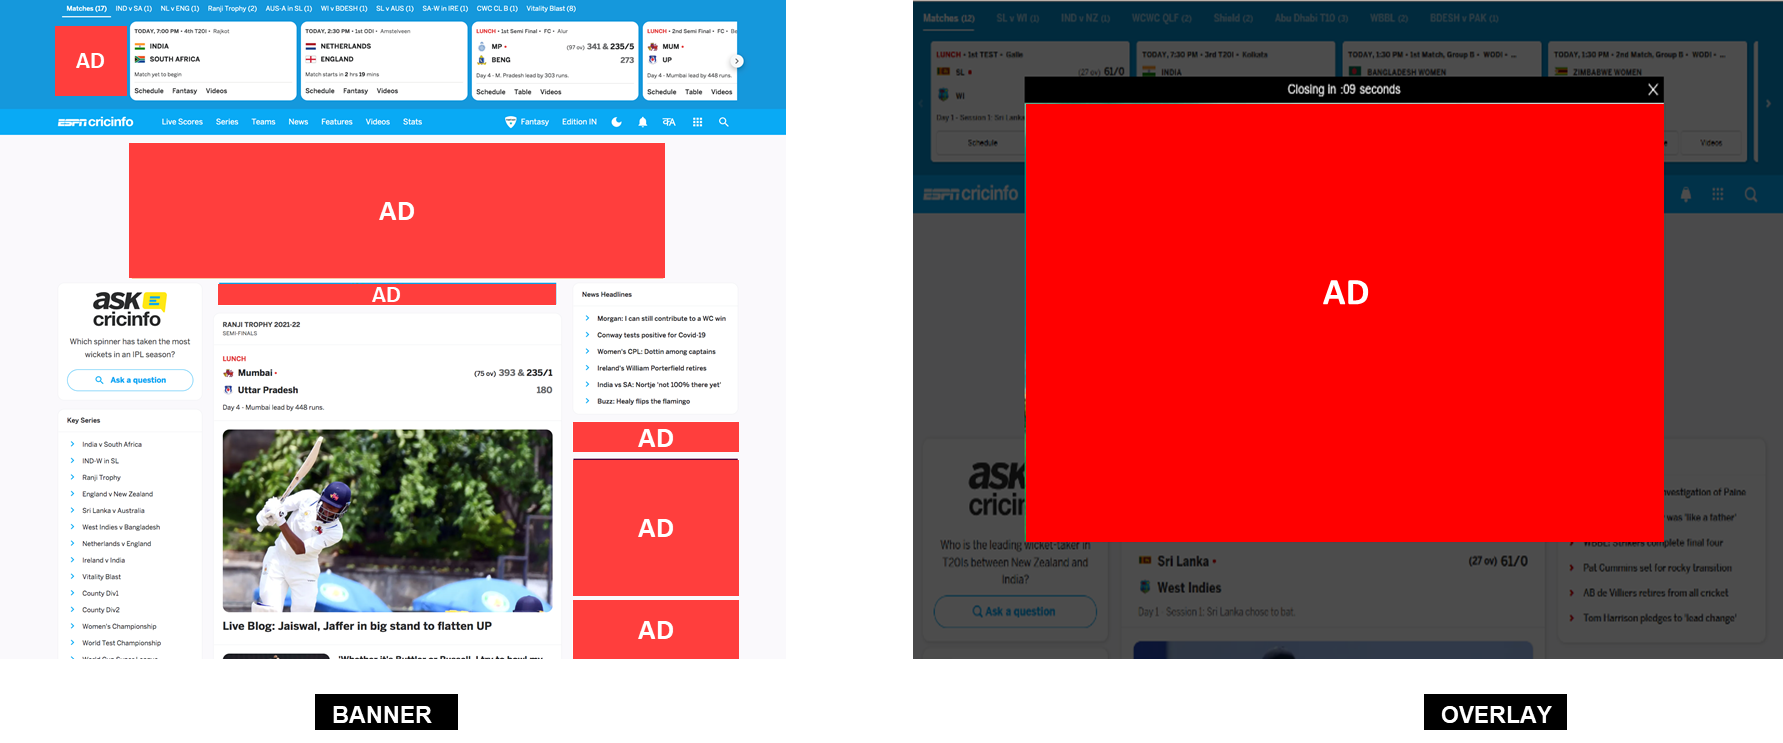 Matches (17) IND v SA (1) NL v ENG (1) Ranji Trophy (2) AUS-A in SL (1) WI v BDESH (1) SL v AUS (1) SA-W in IRE (1) CWC CL B (1) Vitality Blast (8)
AD
TODAY, 7:00 PM • 4th T20I • Rajkot
INDIA
SOUTH AFRICA
Match yet to begin
Schedule Fantasy Videos
TODAY, 2:30 PM • 1st ODI • Amstelveen
NETHERLANDS
ENGLAND
Match starts in 2 hrs 19 mins
Schedule Fantasy Videos
LUNCH • 1st Semi Final • FC • Alur
MP • (97 ov) 341 & 235/5
BENG 273
Day 4 - M. Pradesh lead by 303 runs.
Schedule Table Videos
LUNCH • 2nd Semi Final • FC • Be
MUM •
UP
Day 4 - Mumbai lead by 448 runs.
Schedule Table Videos
ESPN cricinfo Live Scores Series Teams News Features Videos Stats Fantasy Edition IN
AD
ask
cricinfo
Which spinner has taken the most
wickets in an IPL season?
Ask a question
Key Series
India v South Africa
IND-W in SL
Ranji Trophy
England v New Zealand
Sri Lanka v Australia
West Indies v Bangladesh
Netherlands v England
Ireland v India
Vitality Blast
County Div1
County Div2
Women's Championship
World Test Championship
World Cup Super League
AD
RANJI TROPHY 2021-22
SEMI-FINALS
LUNCH
Mumbai • (75 ov) 393 & 235/1
Uttar Pradesh 180
Day 4 - Mumbai lead by 448 runs.
Live Blog: Jaiswal, Jaffer in big stand to flatten UP
'Whether it's Buttler or Russell, I try to bowl my
News Headlines
Morgan: I can still contribute to a WC win
Conway tests positive for Covid-19
Women's CPL: Dottin among captains
Ireland's William Porterfield retires
India vs SA: Nortje 'not 100% there yet'
Buzz: Healy flips the flamingo
AD
AD
AD
BANNER
Matches (12) SL v WI (1) IND v NZ (1) WCWC QLF (2) Shield (2) Abu Dhabi T10 (3) WBBL (2) BDESH v PAK (1)
LUNCH • 1st TEST • Galle
SL • (27 ov) 61/0
WI
Day 1 - Session 1: Sri Lanka
Schedule
TODAY, 7:30 PM • 3rd T20I • Kolkata
INDIA
TODAY, 1:30 PM • 1st Match, Group B • WODI • ...
BANGLADESH WOMEN
TODAY, 1:30 PM • 2nd Match, Group B • WODI ...
ZIMBABWE WOMEN
Videos
Closing in :09 seconds X
AD
ESPN cricinfo
ask
cricinfo
Who is the leading wicket-taker in
T20Is between New Zealand and
India?
Ask a question
Sri Lanka • (27 ov) 61/0
West Indies
Day 1 - Session 1: Sri Lanka chose to bat.
investigation of Paine
was 'like a father'
WBBL: Strikers complete final four
Pat Cummins set for rocky transition
AB de Villiers retires from all cricket
Tom Harrison pledges to 'lead change'
OVERLAY